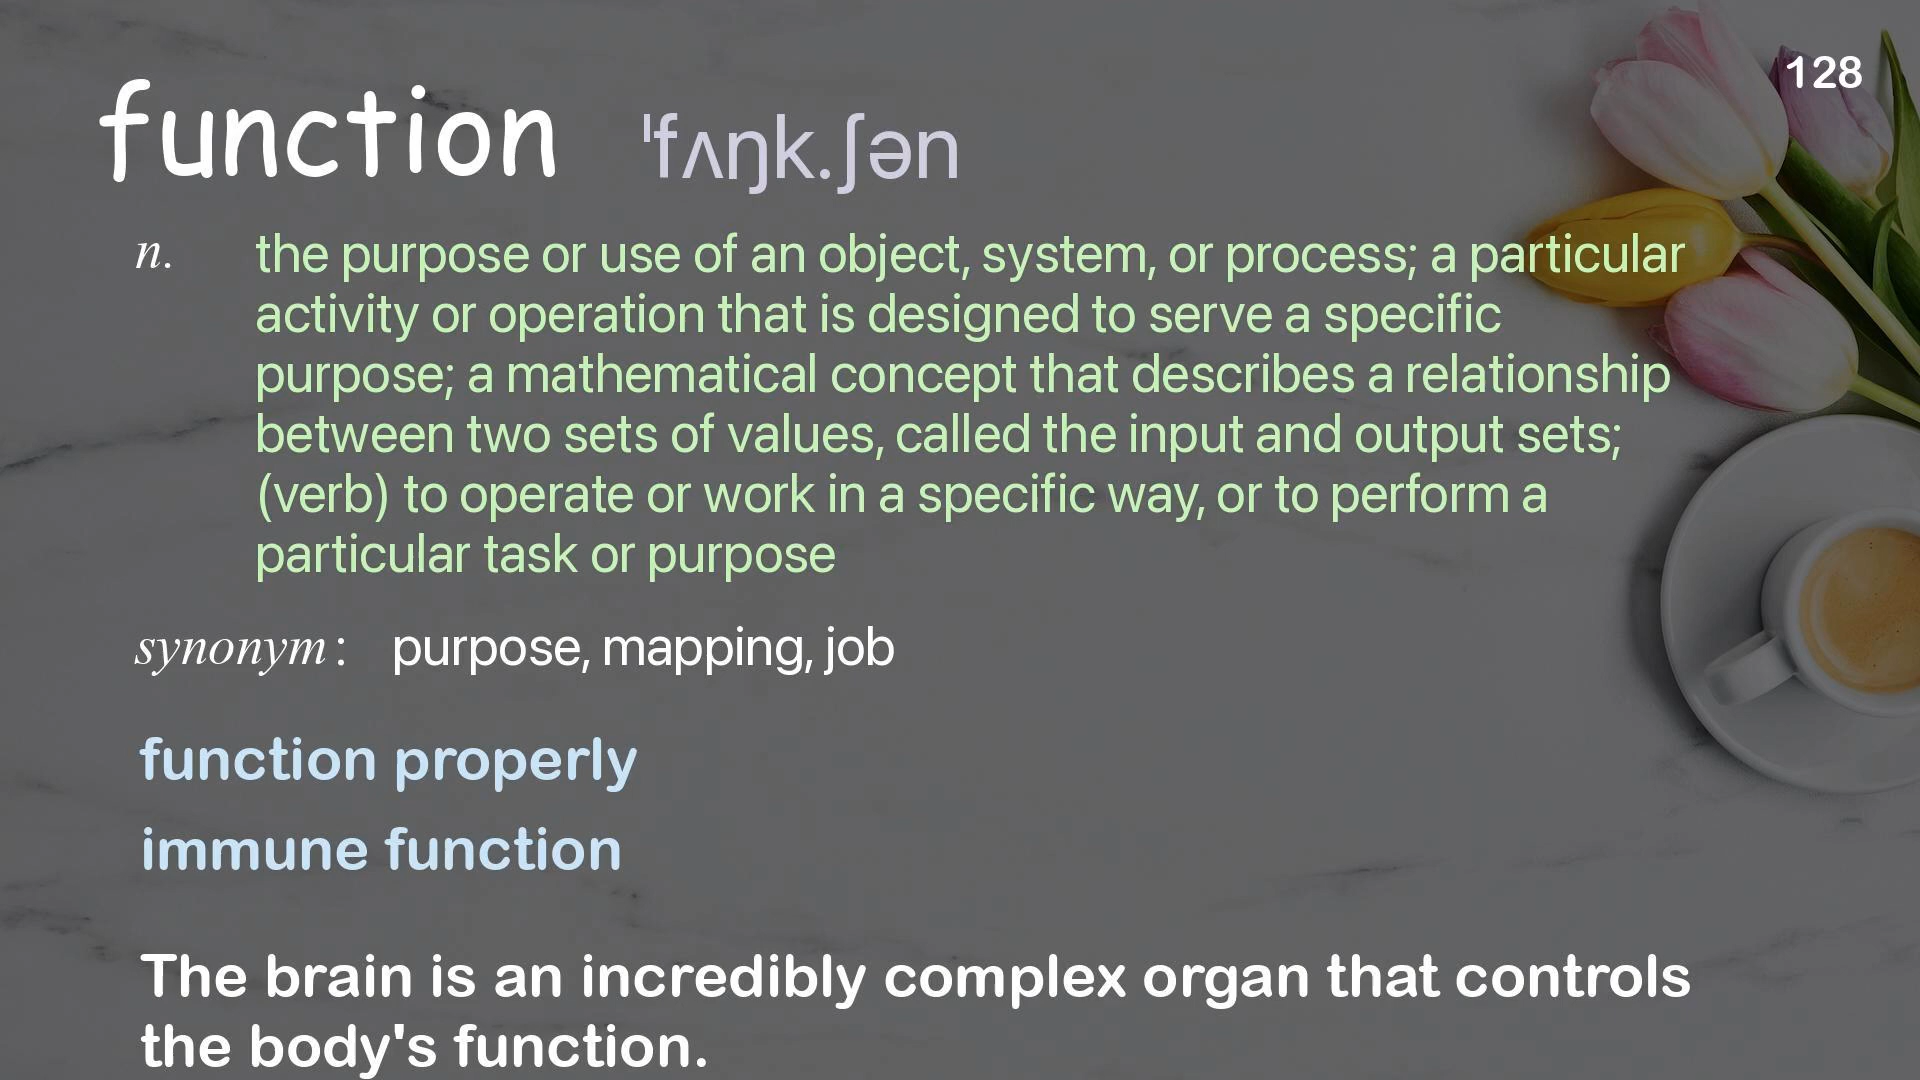 128
function ˈfʌŋk.ʃən
n. the purpose or use of an object, system, or process; a particular
activity or operation that is designed to serve a specific
purpose; a mathematical concept that describes a relationship
between two sets of values, called the input and output sets;
(verb) to operate or work in a specific way, or to perform a
particular task or purpose
synonym: purpose, mapping, job
function properly
immune function
The brain is an incredibly complex organ that controls
the body's function.